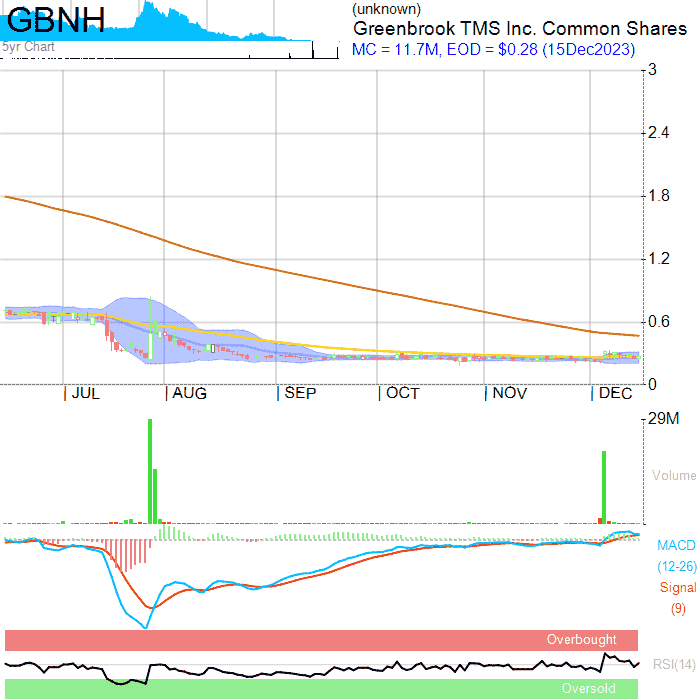 GBNH
(unknown)
Greenbrook TMS Inc. Common Shares
5yr Chart
MC = 11.7M, EOD = $0.28 (15Dec2023)
3
2.4
1.8
1.2
0.6
0
JUL
AUG
SEP
OCT
NOV
DEC
29M
Volume
MACD
(12-26)
Signal
(9)
Overbought
RSI(14)
Oversold